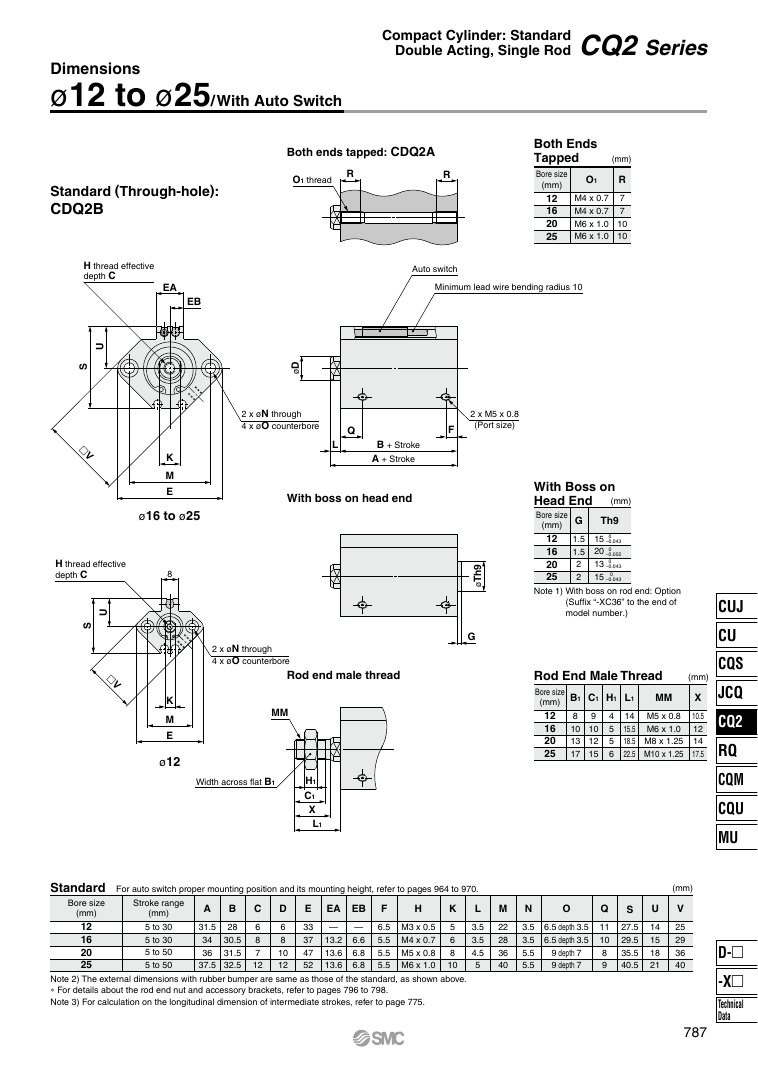 Compact Cylinder: Standard
Double Acting, Single Rod CQ2 Series
Dimensions
ø12 to ø25/With Auto Switch
Both ends tapped: CDQ2A
Both Ends
Tapped (mm)
Bore size (mm) O1 R
12 M4 x 0.7 7
16 M4 x 0.7 7
20 M6 x 1.0 10
25 M6 x 1.0 10
O1 thread R R
Standard (Through-hole):
CDQ2B
H thread effective
depth C
EA
EB
U
S
□V
K
M
E
2 x øN through
4 x øO counterbore
ø16 to ø25
Auto switch
Minimum lead wire bending radius 10
øD
2 x M5 x 0.8
(Port size)
Q F
L B + Stroke
A + Stroke
With boss on head end
øTh9
G
With Boss on
Head End (mm)
Bore size (mm) G Th9
12 1.5 15 0 −0.043
16 1.5 20 0 −0.052
20 2 13 0 −0.043
25 2 15 0 −0.043
Note 1) With boss on rod end: Option
(Suffix “-XC36” to the end of
model number.)
H thread effective
depth C
8
U
S
□V
K
M
E
2 x øN through
4 x øO counterbore
ø12
Rod end male thread
MM
Width across flat B1
H1
C1
X
L1
Rod End Male Thread (mm)
Bore size (mm) B1 C1 H1 L1 MM X
12 8 9 4 14 M5 x 0.8 10.5
16 10 10 5 15.5 M6 x 1.0 12
20 13 12 5 18.5 M8 x 1.25 14
25 17 15 6 22.5 M10 x 1.25 17.5
CUJ
CU
CQS
JCQ
CQ2
RQ
CQM
CQU
MU
D-□
-X□
Technical
Data
Standard For auto switch proper mounting position and its mounting height, refer to pages 964 to 970. (mm)
Bore size (mm) Stroke range (mm) A B C D E EA EB F H K L M N O Q S U V
12 5 to 30 31.5 28 6 6 33 — — 6.5 M3 x 0.5 5 3.5 22 3.5 6.5 depth 3.5 11 27.5 14 25
16 5 to 30 34 30.5 8 8 37 13.2 6.6 5.5 M4 x 0.7 6 3.5 28 3.5 6.5 depth 3.5 10 29.5 15 29
20 5 to 50 36 31.5 7 10 47 13.6 6.8 5.5 M5 x 0.8 8 4.5 36 5.5 9 depth 7 8 35.5 18 36
25 5 to 50 37.5 32.5 12 12 52 13.6 6.8 5.5 M6 x 1.0 10 5 40 5.5 9 depth 7 9 40.5 21 40
Note 2) The external dimensions with rubber bumper are same as those of the standard, as shown above.
∗ For details about the rod end nut and accessory brackets, refer to pages 796 to 798.
Note 3) For calculation on the longitudinal dimension of intermediate strokes, refer to page 775.
SMC
787